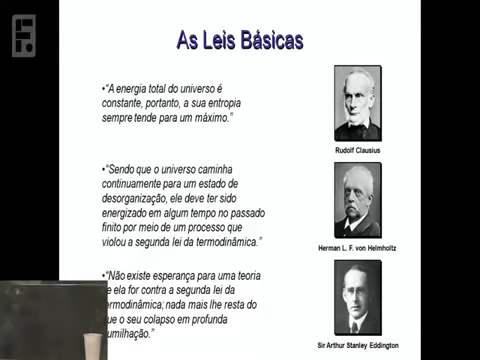 As Leis Básicas
•“A energia total do universo é
constante, portanto, a sua entropia
sempre tende para um máximo.”
Rudolf Clausius
“Sendo que o universo caminha
continuamente para um estado de
desorganização, ele deve ter sido
energizado em algum tempo no passado
finito por meio de um processo que
violou a segunda lei da termodinâmica.”
Herman L. F. von Helmholtz
•“Não existe esperança para uma teoria
ela for contra a segunda lei da
nada mais lhe resta do
o seu colapso em profunda
Sir Arthur Stanley Eddington